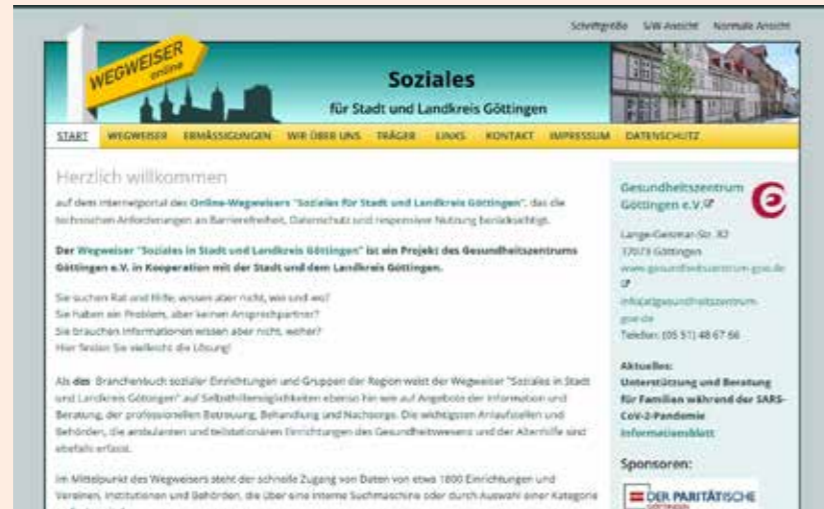 Schriftgröße S/W Ansicht Normale Ansicht
WEGWEISER
online
Soziales
für Stadt und Landkreis Göttingen
START WEGWEISER ERMÄSSIGUNGEN WIR ÜBER UNS TRÄGER LINKS KONTAKT IMPRESSUM DATENSCHUTZ
Herzlich willkommen
auf dem Internetportal des Online-Wegweisers "Soziales für Stadt und Landkreis Göttingen", das die
technischen Anforderungen an Barrierefreiheit, Datenschutz und responsive Nutzung berücksichtigt.
Der Wegweiser "Soziales in Stadt und Landkreis Göttingen" ist ein Projekt des Gesundheitszentrums
Göttingen e.V. in Kooperation mit der Stadt und dem Landkreis Göttingen.
Sie suchen Rat und Hilfe, wissen aber nicht, wie und wo?
Sie haben ein Problem, aber keinen Ansprechpartner?
Sie brauchen Informationen wissen aber nicht, woher?
Hier finden Sie vielleicht die Lösung!
Als das Branchenbuch sozialer Einrichtungen und Gruppen der Region weist der Wegweiser "Soziales in Stadt
und Landkreis Göttingen" auf Selbsthilfemöglichkeiten ebenso hin wie auf Angebote der Information und
Beratung, der professionellen Betreuung, Behandlung und Nachsorge. Die wichtigsten Anlaufstellen und
Behörden, die ambulanten und teilstationären Einrichtungen des Gesundheitswesens und der Altenhilfe sind
ebefalls erfasst.
Im Mittelpunkt des Wegweisers steht der schnelle Zugang von Daten von etwa 1800 Einrichtungen und
Vereinen, Institutionen und Behörden, die über eine interne Suchmaschine oder durch Auswahl einer Kategorie
Gesundheitszentrum
Göttingen e.V.
Lange-Geismar-Str. 82
37073 Göttingen
www.gesundheitszentrum-goe.de
info(at)gesundheitszentrum-
goe.de
Telefon: (05 51) 48 67 66
Aktuelles:
Unterstützung und Beratung
für Familien während der SARS-
CoV-2-Pandemie
Informationsblatt
Sponsoren:
DER PARITÄTISCHE
GÖTTINGEN